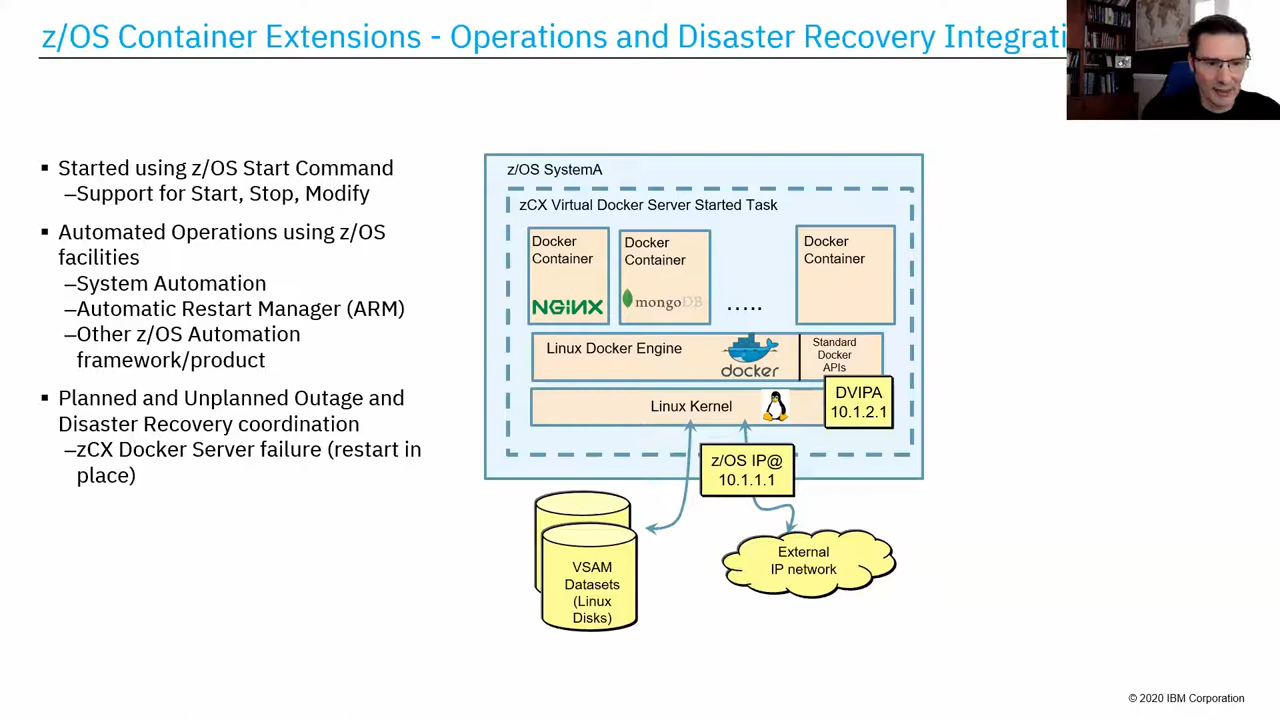 z/OS Container Extensions - Operations and Disaster Recovery Integrati
▪ Started using z/OS Start Command
–Support for Start, Stop, Modify
▪ Automated Operations using z/OS
facilities
–System Automation
–Automatic Restart Manager (ARM)
–Other z/OS Automation
framework/product
▪ Planned and Unplanned Outage and
Disaster Recovery coordination
–zCX Docker Server failure (restart in
place)
z/OS SystemA
zCX Virtual Docker Server Started Task
Docker
Container
NGINX
Docker
Container
mongoDB
.....
Docker
Container
Linux Docker Engine
docker
Standard
Docker
APIs
Linux Kernel
DVIPA
10.1.2.1
z/OS IP@
10.1.1.1
VSAM
Datasets
(Linux
Disks)
External
IP network
© 2020 IBM Corporation